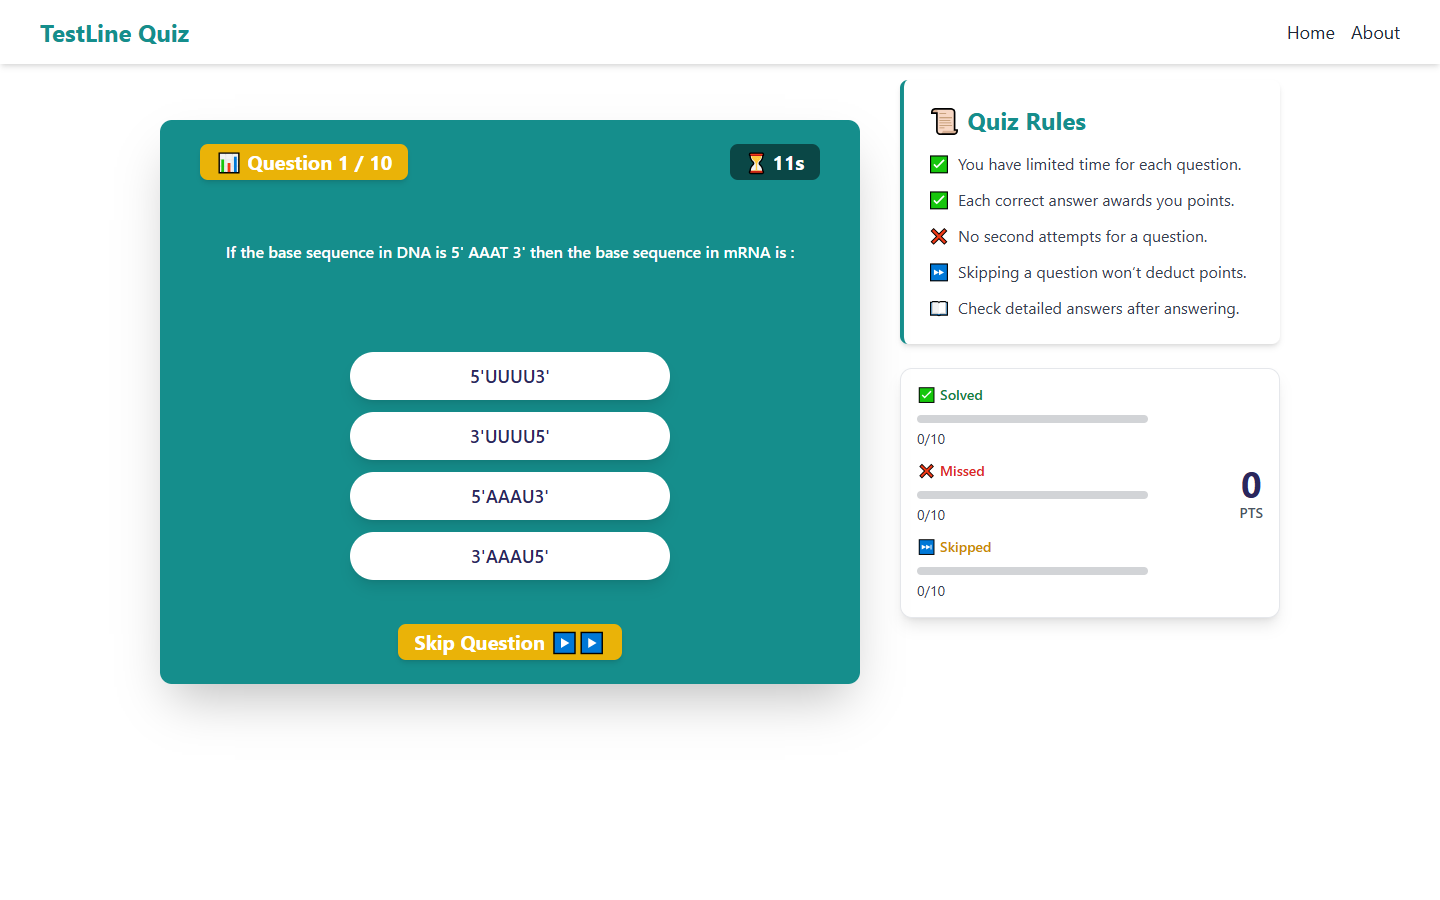 TestLine Quiz
Home
About
Question 1 / 10
11s
If the base sequence in DNA is 5' AAAT 3' then the base sequence in mRNA is :
5'UUUU3'
3'UUUU5'
5'AAAU3'
3'AAAU5'
Skip Question
Quiz Rules
You have limited time for each question.
Each correct answer awards you points.
No second attempts for a question.
Skipping a question won’t deduct points.
Check detailed answers after answering.
Solved
0/10
Missed
0/10
Skipped
0/10
0
PTS